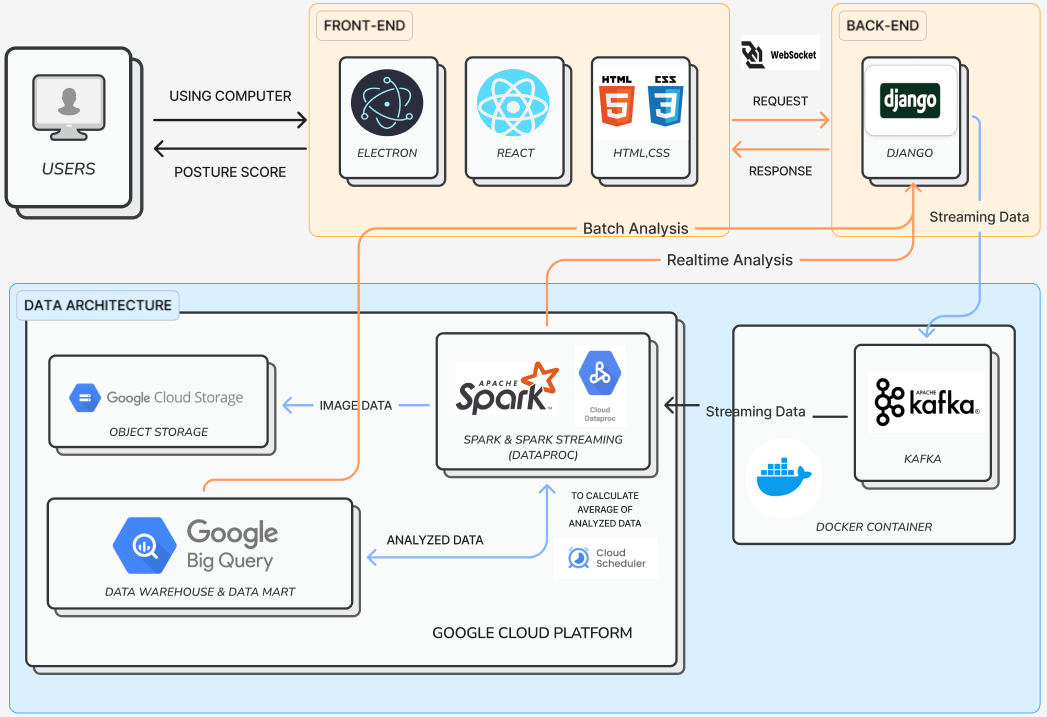 FRONT-END
BACK-END
WebSocket
HTML
CSS
5
3
django
USING COMPUTER
REQUEST
ELECTRON
REACT
HTML,CSS
DJANGO
USERS
POSTURE SCORE
RESPONSE
Streaming Data
Batch Analysis
Realtime Analysis
DATA ARCHITECTURE
APACHE
Spark™
Cloud
Dataproc
SPARK & SPARK STREAMING
(DATAPROC)
Google Cloud Storage
OBJECT STORAGE
IMAGE DATA
Streaming Data
APACHE
kafka®
KAFKA
DOCKER CONTAINER
TO CALCULATE
AVERAGE OF
ANALYZED DATA
Google
Big Query
DATA WAREHOUSE & DATA MART
ANALYZED DATA
Cloud
Scheduler
GOOGLE CLOUD PLATFORM